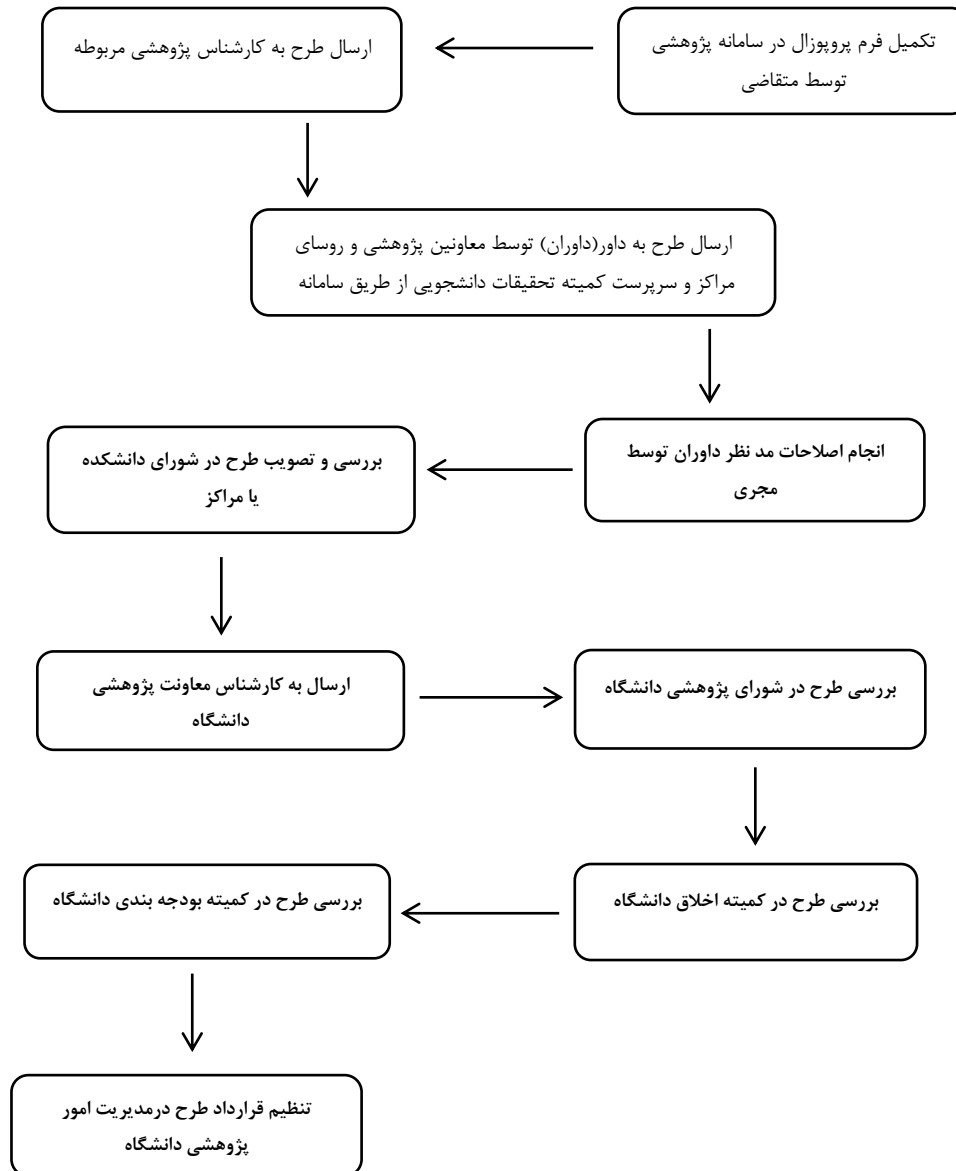 تکمیل فرم پروپوزال در سامانه پژوهشی
توسط متقاضی
ارسال طرح به کارشناس پژوهشی مربوطه
ارسال طرح به داور(داوران) توسط معاونین پژوهشی و روسای
مراکز و سرپرست کمیته تحقیقات دانشجویی از طریق سامانه
انجام اصلاحات مد نظر داوران توسط
مجری
بررسی و تصویب طرح در شورای دانشکده
یا مراکز
ارسال به کارشناس معاونت پژوهشی
دانشگاه
بررسی طرح در شورای پژوهشی دانشگاه
بررسی طرح در کمیته اخلاق دانشگاه
بررسی طرح در کمیته بودجه بندی دانشگاه
تنظیم قرارداد طرح درمدیریت امور
پژوهشی دانشگاه